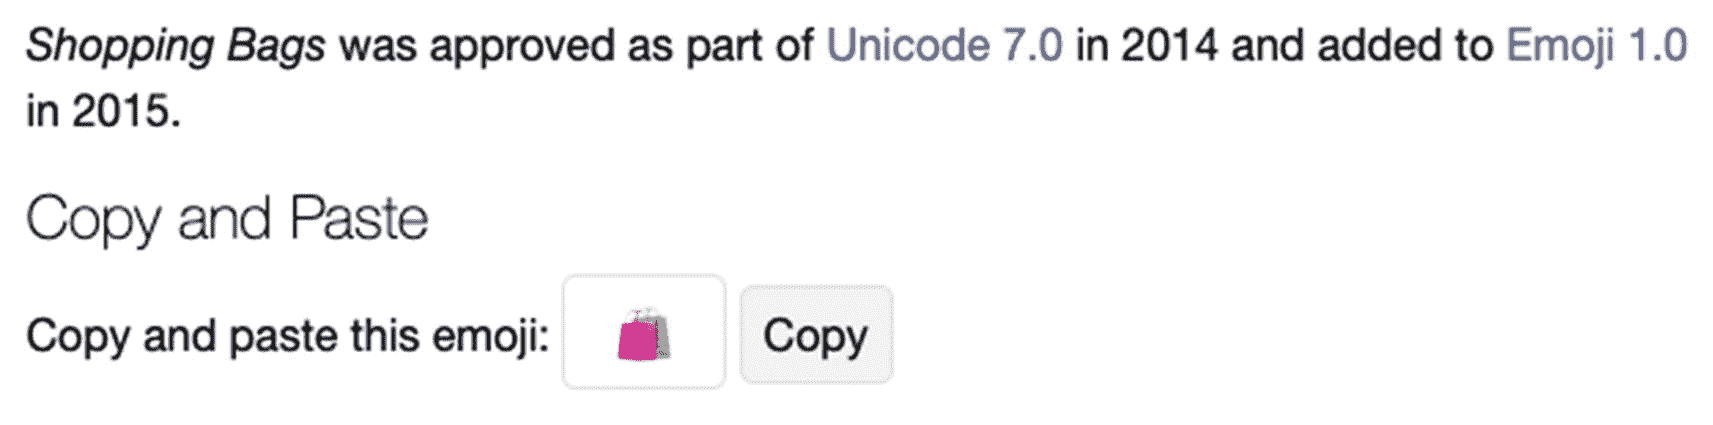 Shopping Bags was approved as part of Unicode 7.0 in 2014 and added to Emoji 1.0
in 2015.
Copy and Paste
Copy and paste this emoji: 🛍 Copy